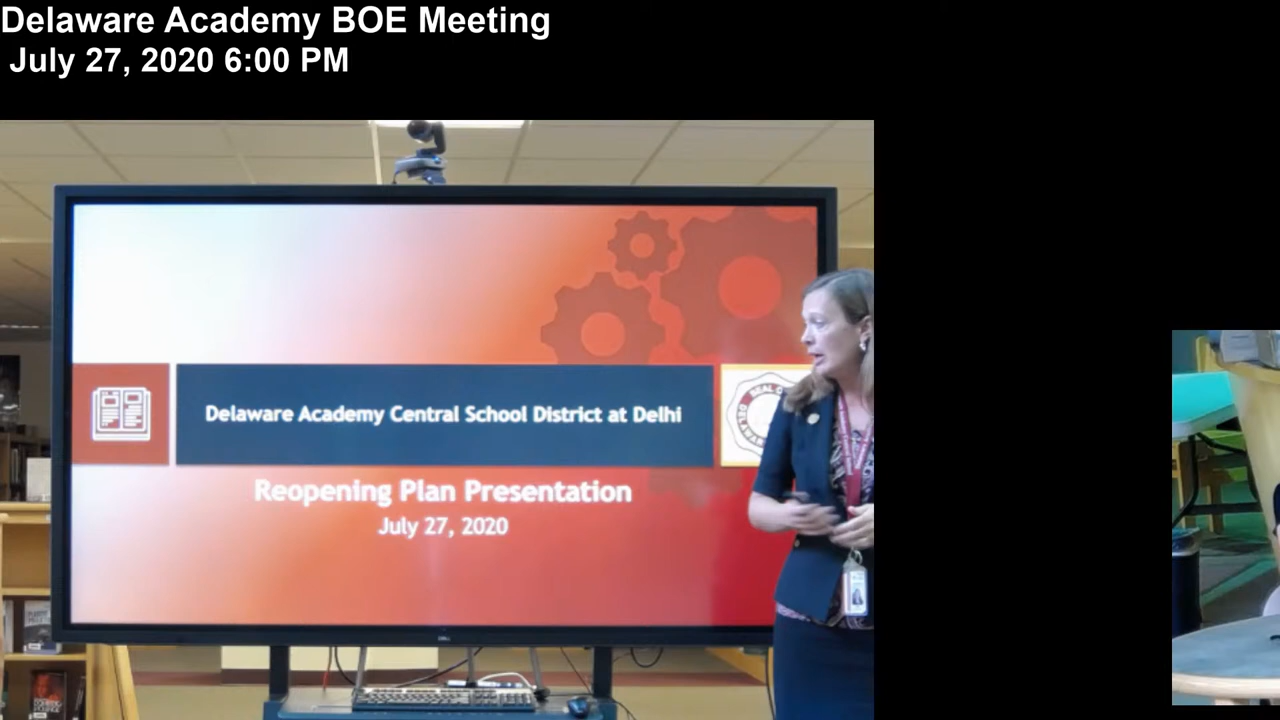 Delaware Academy BOE Meeting
July 27, 2020 6:00 PM
Delaware Academy Central School District at Delhi
Reopening Plan Presentation
July 27, 2020
DELL